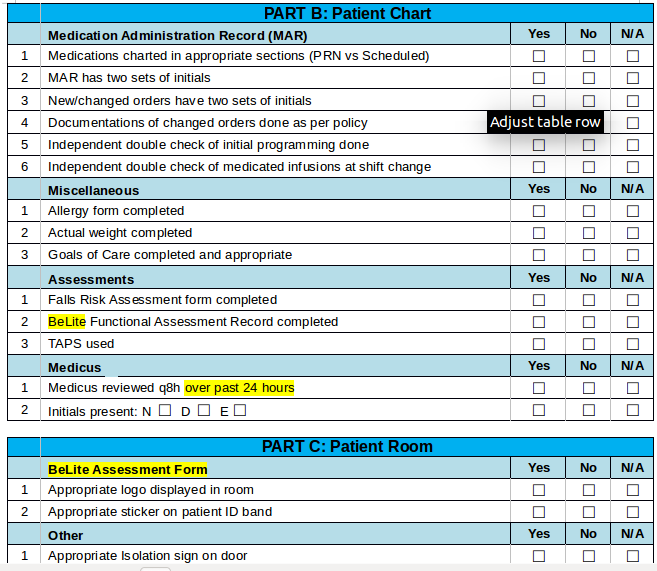 PART B: Patient Chart
Medication Administration Record (MAR) Yes No N/A
1 Medications charted in appropriate sections (PRN vs Scheduled) ☐ ☐ ☐
2 MAR has two sets of initials ☐ ☐ ☐
3 New/changed orders have two sets of initials ☐ ☐ ☐
4 Documentations of changed orders done as per policy ☐
Adjust table row
5 Independent double check of initial programming done ☐ ☐ ☐
6 Independent double check of medicated infusions at shift change ☐ ☐ ☐
Miscellaneous Yes No N/A
1 Allergy form completed ☐ ☐ ☐
2 Actual weight completed ☐ ☐ ☐
3 Goals of Care completed and appropriate ☐ ☐ ☐
Assessments Yes No N/A
1 Falls Risk Assessment form completed ☐ ☐ ☐
2 BeLite Functional Assessment Record completed ☐ ☐ ☐
3 TAPS used ☐ ☐ ☐
Medicus Yes No N/A
1 Medicus reviewed q8h over past 24 hours ☐ ☐ ☐
2 Initials present: N ☐ D ☐ E ☐ ☐ ☐ ☐
PART C: Patient Room
BeLite Assessment Form Yes No N/A
1 Appropriate logo displayed in room ☐ ☐ ☐
2 Appropriate sticker on patient ID band ☐ ☐ ☐
Other Yes No N/A
1 Appropriate Isolation sign on door ☐ ☐ ☐